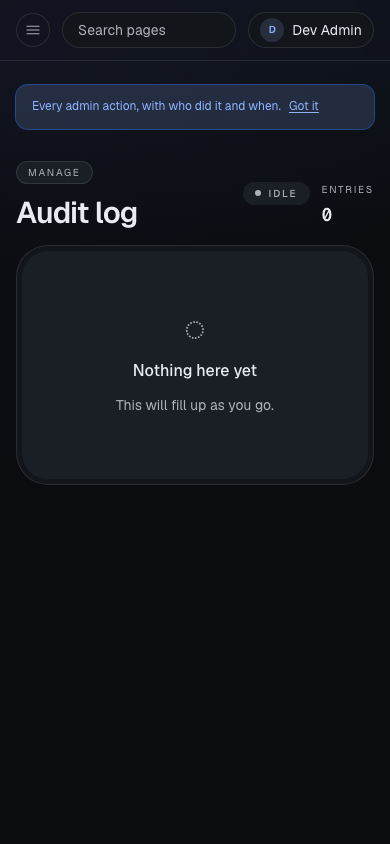 Search pages
D Dev Admin
Every admin action, with who did it and when. Got it
MANAGE
Audit log
IDLE
ENTRIES
0
Nothing here yet
This will fill up as you go.